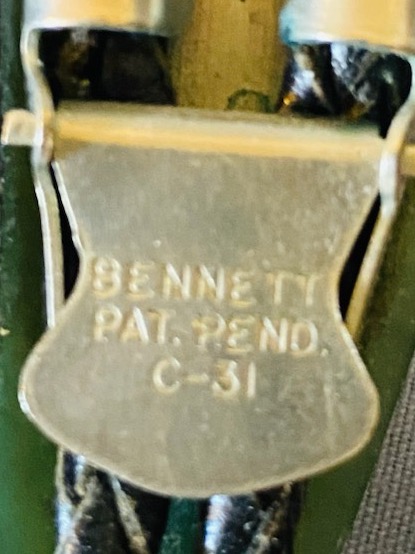 BENNETT
PAT. PEND.
C-31